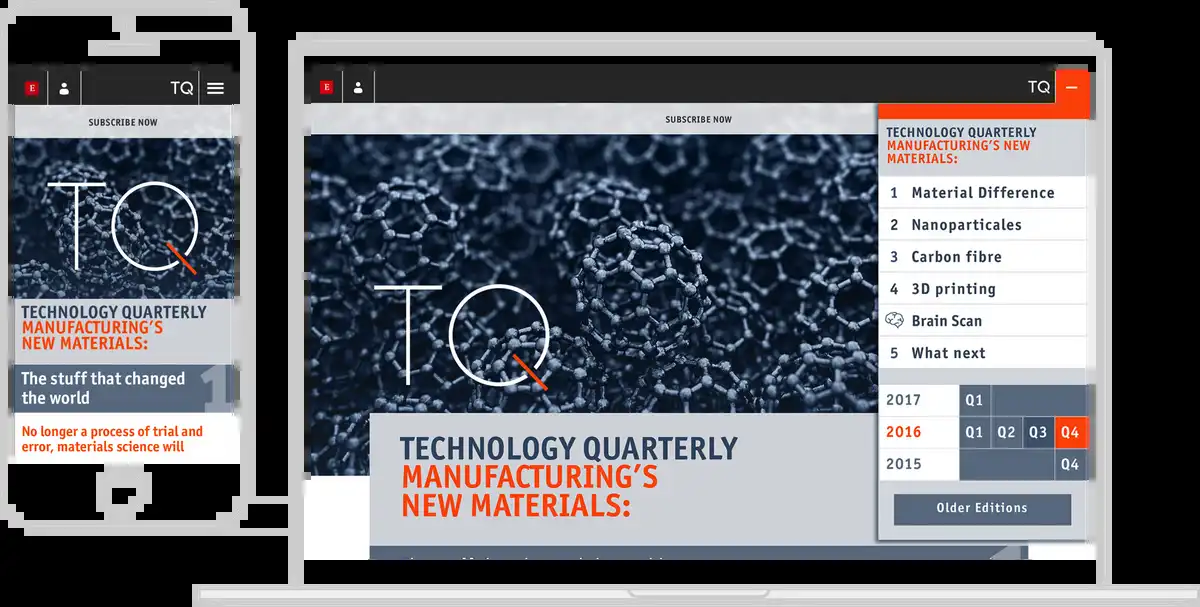 E
TQ
SUBSCRIBE NOW
TQ
TECHNOLOGY QUARTERLY
MANUFACTURING'S
NEW MATERIALS:
The stuff that changed
the world
1
No longer a process of trial and
error, materials science will
E
TQ
SUBSCRIBE NOW
TQ
TECHNOLOGY QUARTERLY
MANUFACTURING'S
NEW MATERIALS:
TECHNOLOGY QUARTERLY
MANUFACTURING'S NEW
MATERIALS:
1 Material Difference
2 Nanoparticales
3 Carbon fibre
4 3D printing
Brain Scan
5 What next
2017 Q1
2016 Q1 Q2 Q3 Q4
2015 Q4
Older Editions